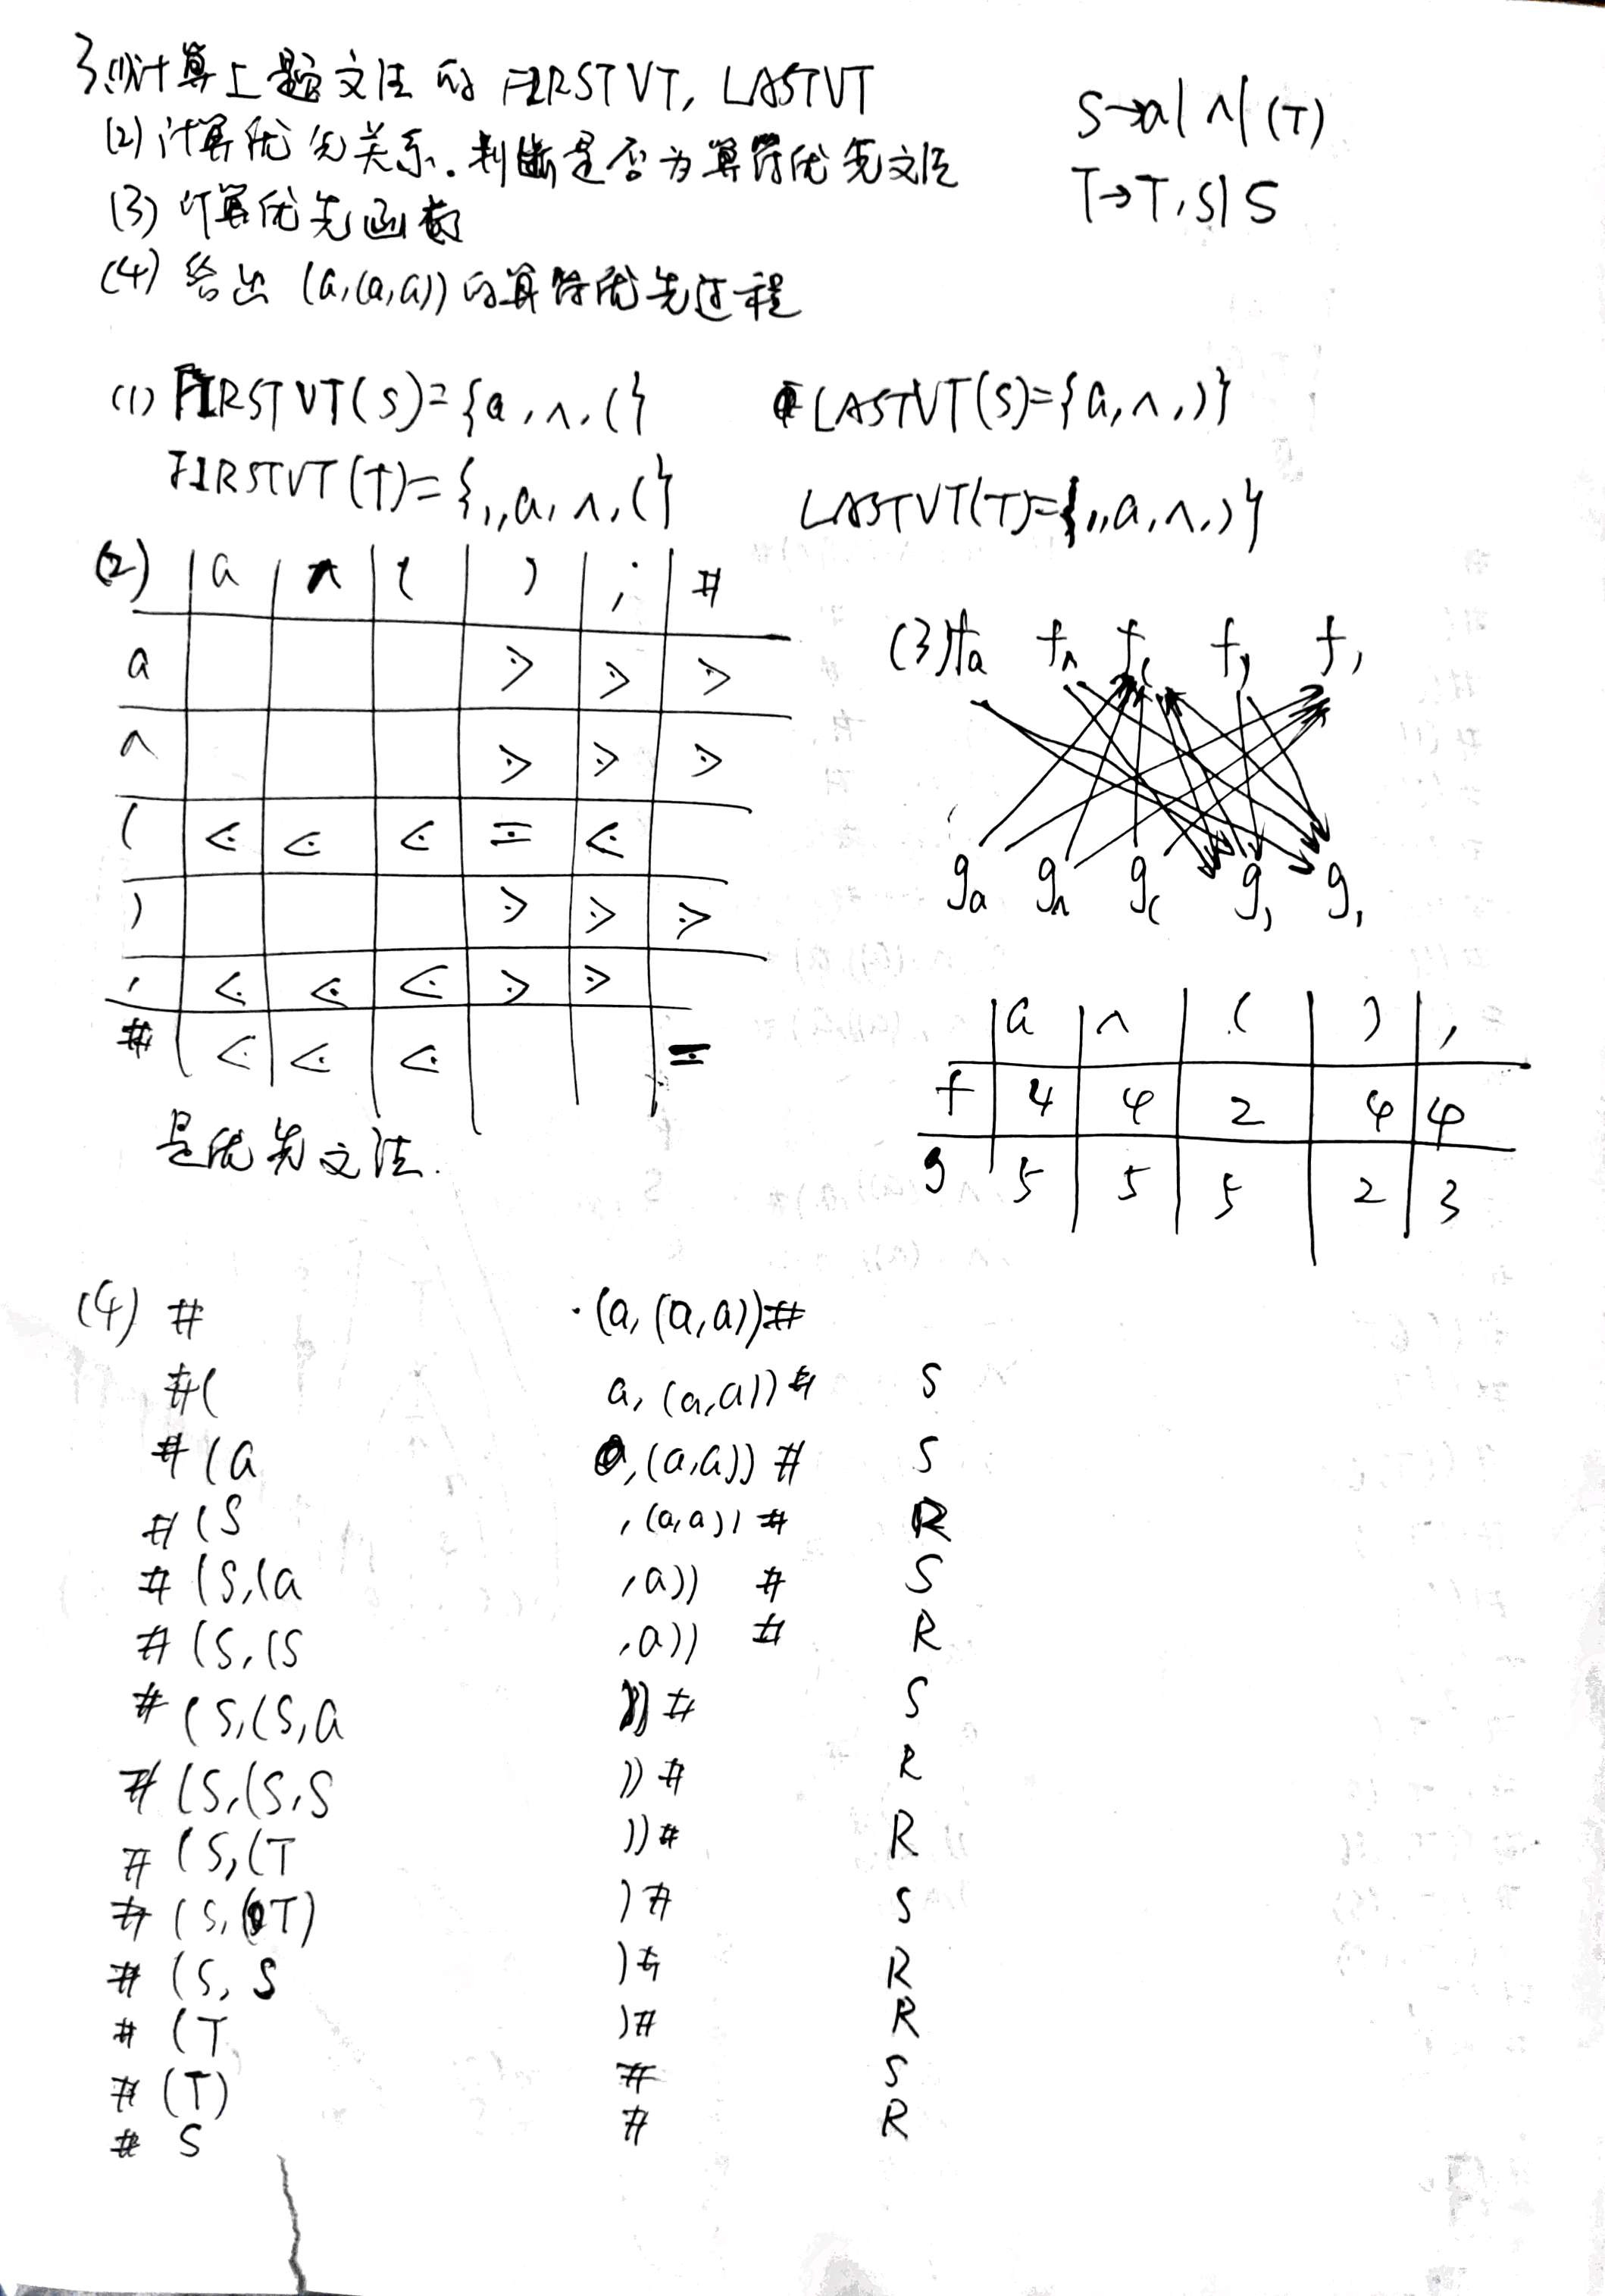 3.(1)计算上题文法的 FIRSTVT, LASTVT
(2) 计算优先关系.判断是否为算符优先文法
(3) 计算优先函数
(4) 给出 (a,(a,a)) 的算符优先过程
S→a|∧|(T)
T→T,S|S
(1) FIRSTVT(S)={a,∧,(}
LASTVT(S)={a,∧,)}
FIRSTVT(T)={,,a,∧,(}
LASTVT(T)={,,a,∧,)}
(2) a ∧ ( ) ; #
a ⋗ ⋗ ⋗
∧ ⋗ ⋗ ⋗
( ⋖ ⋖ ⋖ = ⋖
) ⋗ ⋗ ⋗
, ⋖ ⋖ ⋖ ⋗ ⋗
# ⋖ ⋖ ⋖ =
是优先文法.
(3) fa f∧ f( f) f,
ga g∧ g( g) g,
a ∧ ( ) ,
f 4 4 2 4 4
g 5 5 5 2 3
(4) # (a,(a,a))#
#( a,(a,a))# S
#(a ,(a,a))# S
#(S ,(a,a))# R
#(S,(a ,a))# S
#(S,(S ,a))# R
#(S,(S,a ))# S
#(S,(S,S ))# R
#(S,(T ))# R
#(S,(T) )# S
#(S,S )# R
#(T )# R
#(T) # S
#S # R